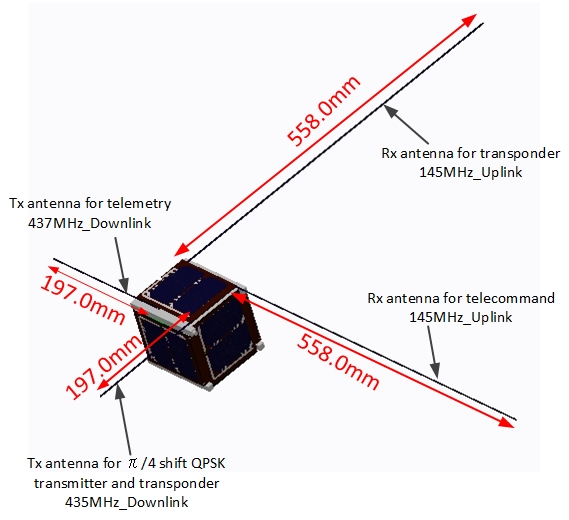 558.0mm
Rx antenna for transponder
145MHz_Uplink
Tx antenna for telemetry
437MHz_Downlink
197.0mm
Rx antenna for telecommand
145MHz_Uplink
558.0mm
197.0mm
Tx antenna for π/4 shift QPSK
transmitter and transponder
435MHz_Downlink